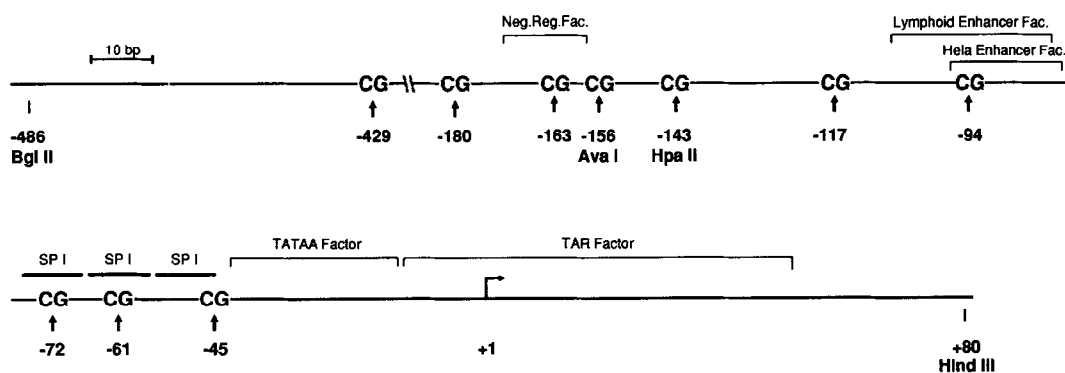 Neg.Reg.Fac.
Lymphoid Enhancer Fac.
10 bp
Hela Enhancer Fac.
CG CG CG CG CG CG CG
-486 -429 -180 -163 -156 -143 -117 -94
Bgl II Ava I Hpa II
SP I SP I SP I TATAA Factor TAR Factor
CG CG CG
-72 -61 -45 +1 +80
Hind III